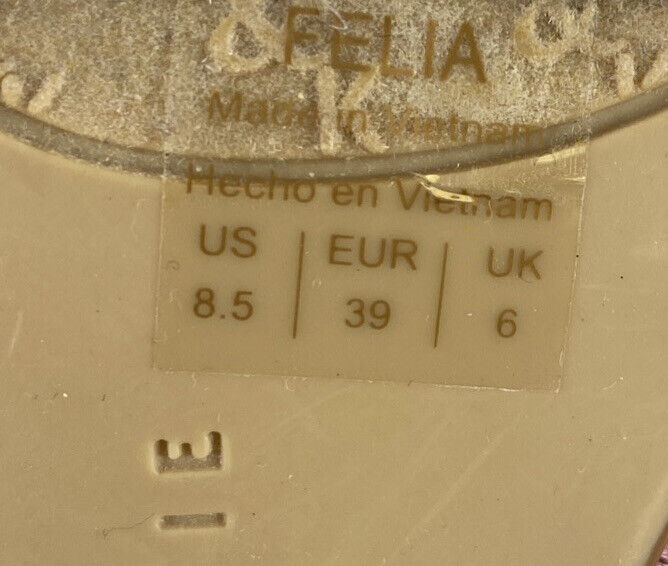 FELIA
Made in Vietnam
Hecho en Vietnam
US | EUR | UK
8.5 | 39 | 6